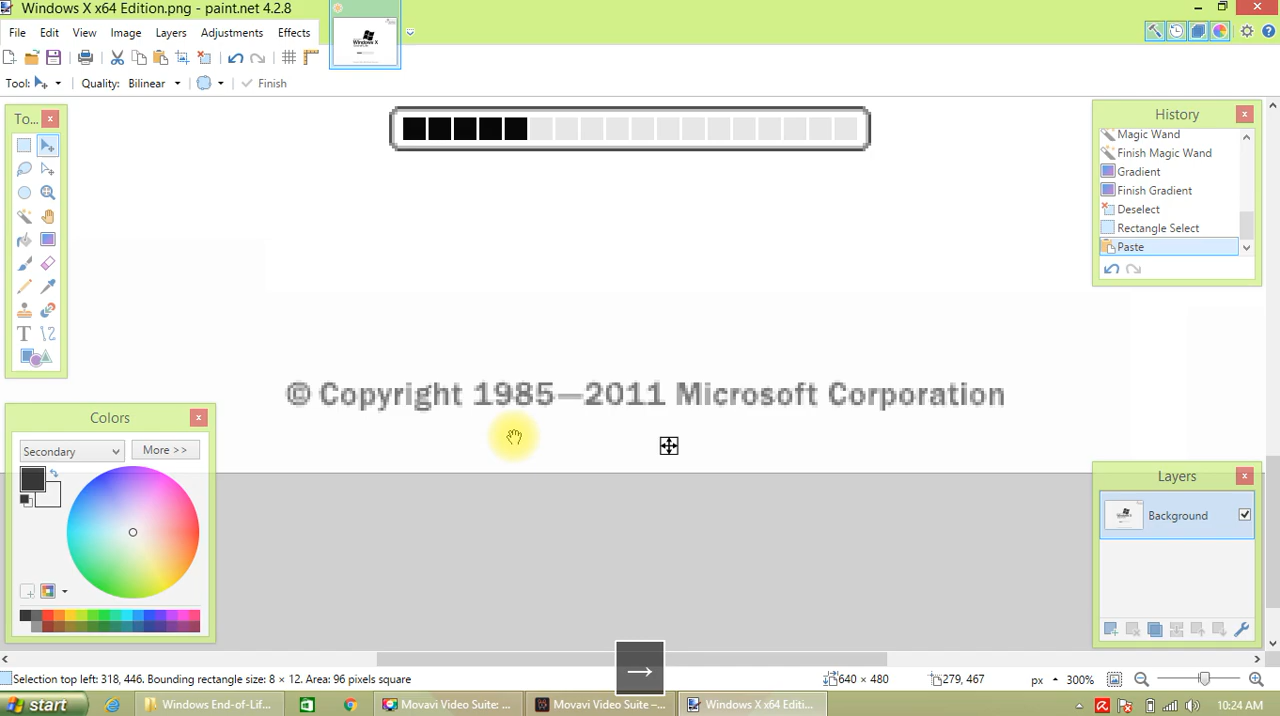 Windows X x64 Edition.png - paint.net 4.2.8
File Edit View Image Layers Adjustments Effects
Windows X
Tool: Quality: Bilinear Finish
To...
History
Magic Wand
Finish Magic Wand
Gradient
Finish Gradient
Deselect
Rectangle Select
Paste
© Copyright 1985—2011 Microsoft Corporation
Colors
Secondary More >>
Layers
Background
→
Selection top left: 318, 446. Bounding rectangle size: 8 × 12. Area: 96 pixels square 640 × 480 279, 467 px 300%
start Windows End-of-Lif... Movavi Video Suite: ... Movavi Video Suite –... Windows X x64 Editi... 10:24 AM